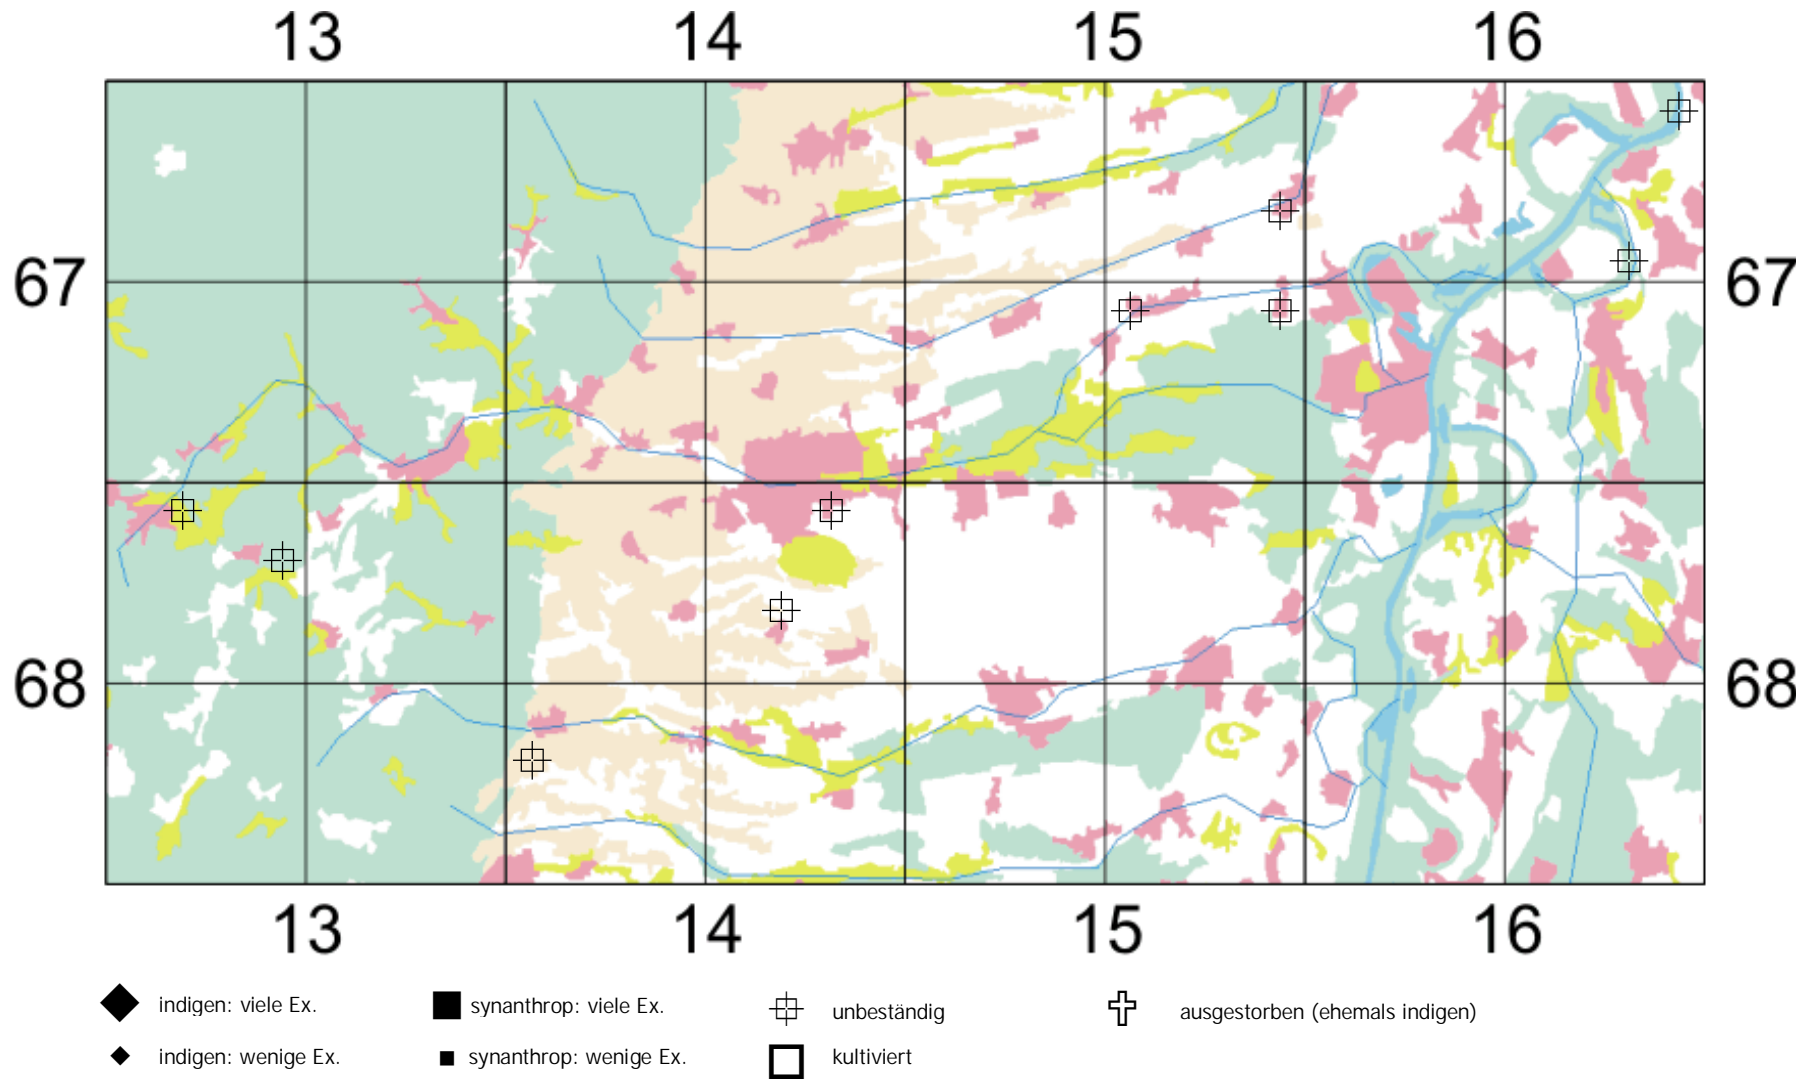 13 14 15 16
67 67
68 68
13 14 15 16
indigen: viele Ex. synanthrop: viele Ex. unbeständig ausgestorben (ehemals indigen)
indigen: wenige Ex. synanthrop: wenige Ex. kultiviert